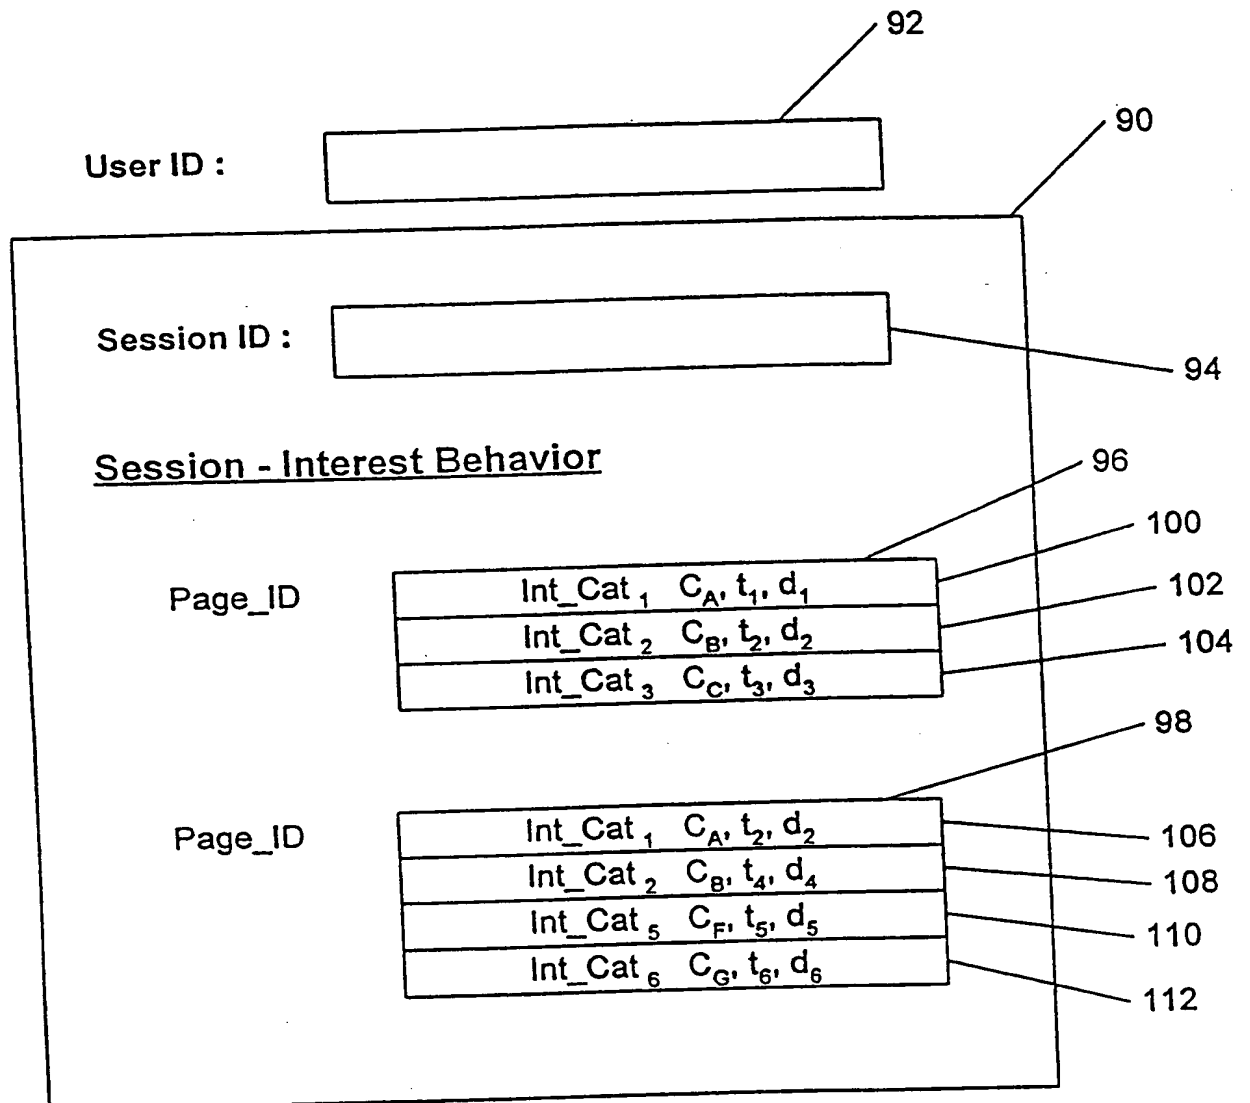 92
90
User ID :
Session ID :
94
Session - Interest Behavior
96
100
Page_ID
Int_Cat 1 CA, t1, d1
102
Int_Cat 2 CB, t2, d2
104
Int_Cat 3 CC, t3, d3
98
Page_ID
Int_Cat 1 CA, t2, d2
106
Int_Cat 2 CB, t4, d4
108
Int_Cat 5 CF, t5, d5
110
Int_Cat 6 CG, t6, d6
112